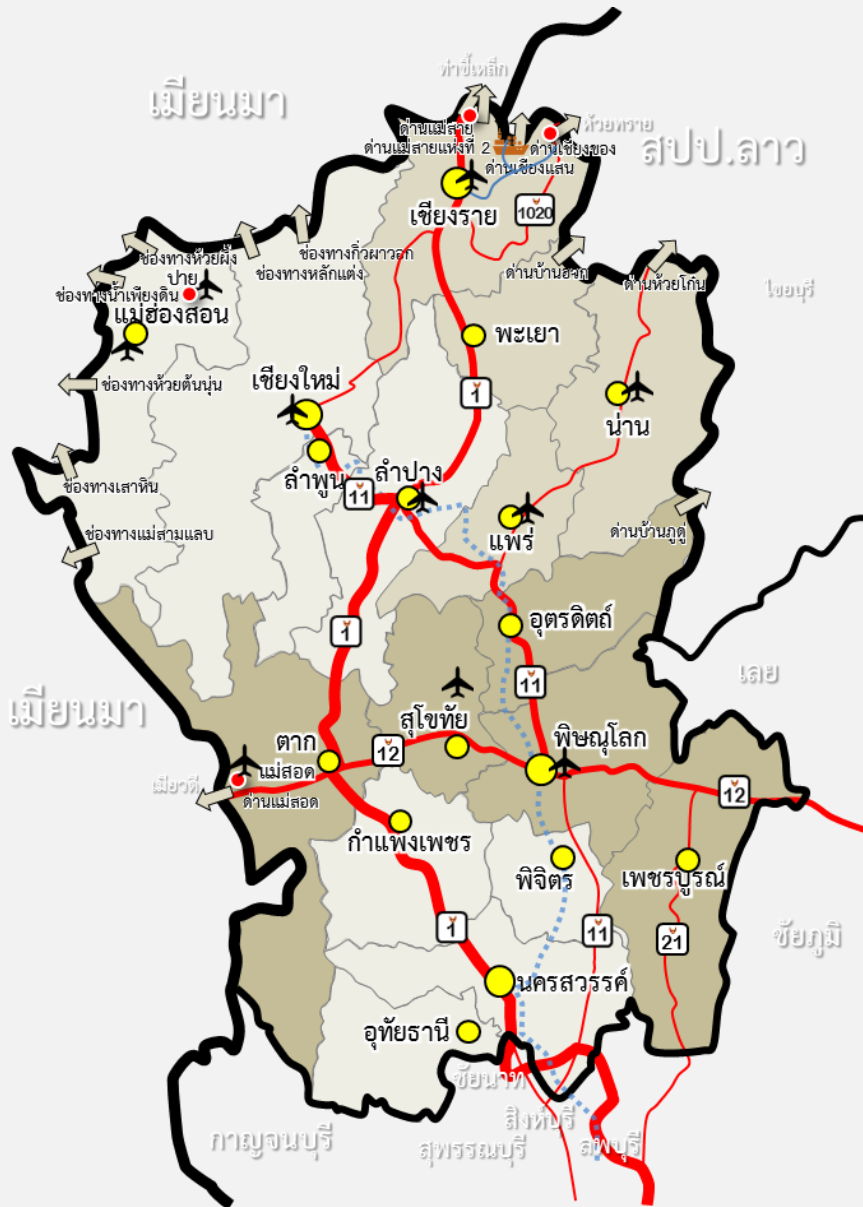 ท่าขี้เหล็ก
เมียนมา
ด่านแม่สาย
ห้วยทราย
ด่านแม่สายแห่งที่ 2
ด่านเชียงของ
สปป.ลาว
ด่านเชียงแสน
เชียงราย
1020
ช่องทางกิ่วผาวอก
ช่องทางห้วยผึ้ง
ช่องทางหลักแต่ง
ด่านบ้านฮวก
ปาย
ด่านห้วยโก๋น
ช่องทางน้ำเพียงดิน
ไชยบุรี
แม่ฮ่องสอน
พะเยา
เชียงใหม่
ช่องทางห้วยต้นนุ่น
1
น่าน
ลำพูน
ลำปาง
ช่องทางเสาหิน
11
แพร่
ช่องทางแม่สามแลบ
ด่านบ้านภูดู่
อุตรดิตถ์
1
เลย
11
เมียนมา
สุโขทัย
พิษณุโลก
ตาก
12
แม่สอด
เมียวดี
ด่านแม่สอด
12
กำแพงเพชร
พิจิตร
เพชรบูรณ์
1
11
21
ชัยภูมิ
นครสวรรค์
อุทัยธานี
ชัยนาท
สิงห์บุรี
กาญจนบุรี
สุพรรณบุรี
ลพบุรี